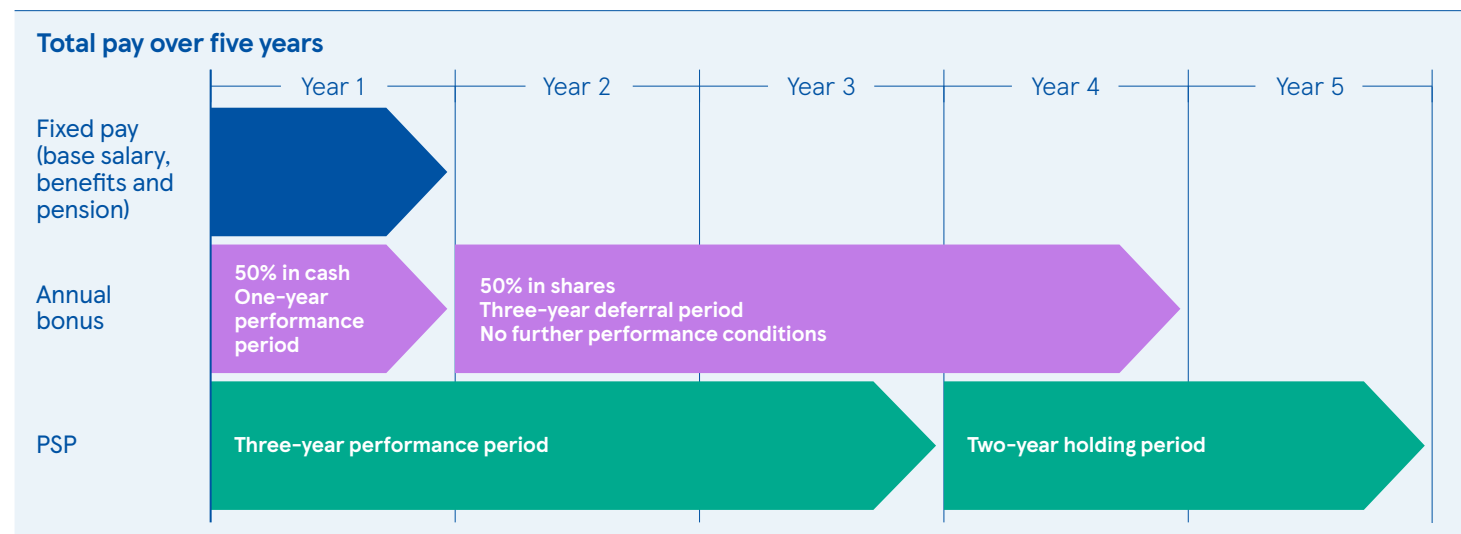 Total pay over five years
Year 1
Year 2
Year 3
Year 4
Year 5
Fixed pay
(base salary,
benefits and
pension)
Annual
bonus
50% in cash
One-year
performance
period
50% in shares
Three-year deferral period
No further performance conditions
PSP
Three-year performance period
Two-year holding period